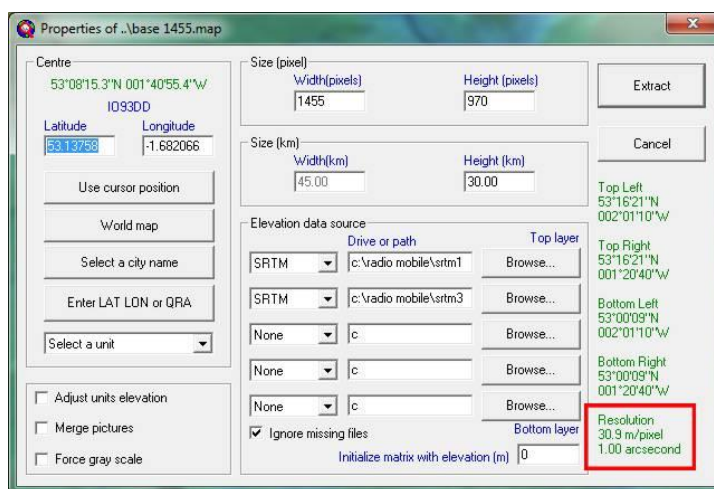 Properties of ..\base 1455.map
Centre
53°08'15.3"N 001°40'55.4"W
IO93DD
Latitude Longitude
53.13758 -1.682066
Use cursor position
World map
Select a city name
Enter LAT LON or QRA
Select a unit
Adjust units elevation
Merge pictures
Force gray scale
Size (pixel)
Width(pixels) Height (pixels)
1455 970
Size (km)
Width(km) Height (km)
45.00 30.00
Elevation data source
Drive or path Top layer
SRTM c:\radio mobile\srtm1 Browse...
SRTM c:\radio mobile\srtm3 Browse...
None c Browse...
None c Browse...
None c Browse...
Ignore missing files Bottom layer
Initialize matrix with elevation (m) 0
Extract
Cancel
Top Left
53°16'21"N
002°01'10"W
Top Right
53°16'21"N
001°20'40"W
Bottom Left
53°00'09"N
002°01'10"W
Bottom Right
53°00'09"N
001°20'40"W
Resolution
30.9 m/pixel
1.00 arcsecond